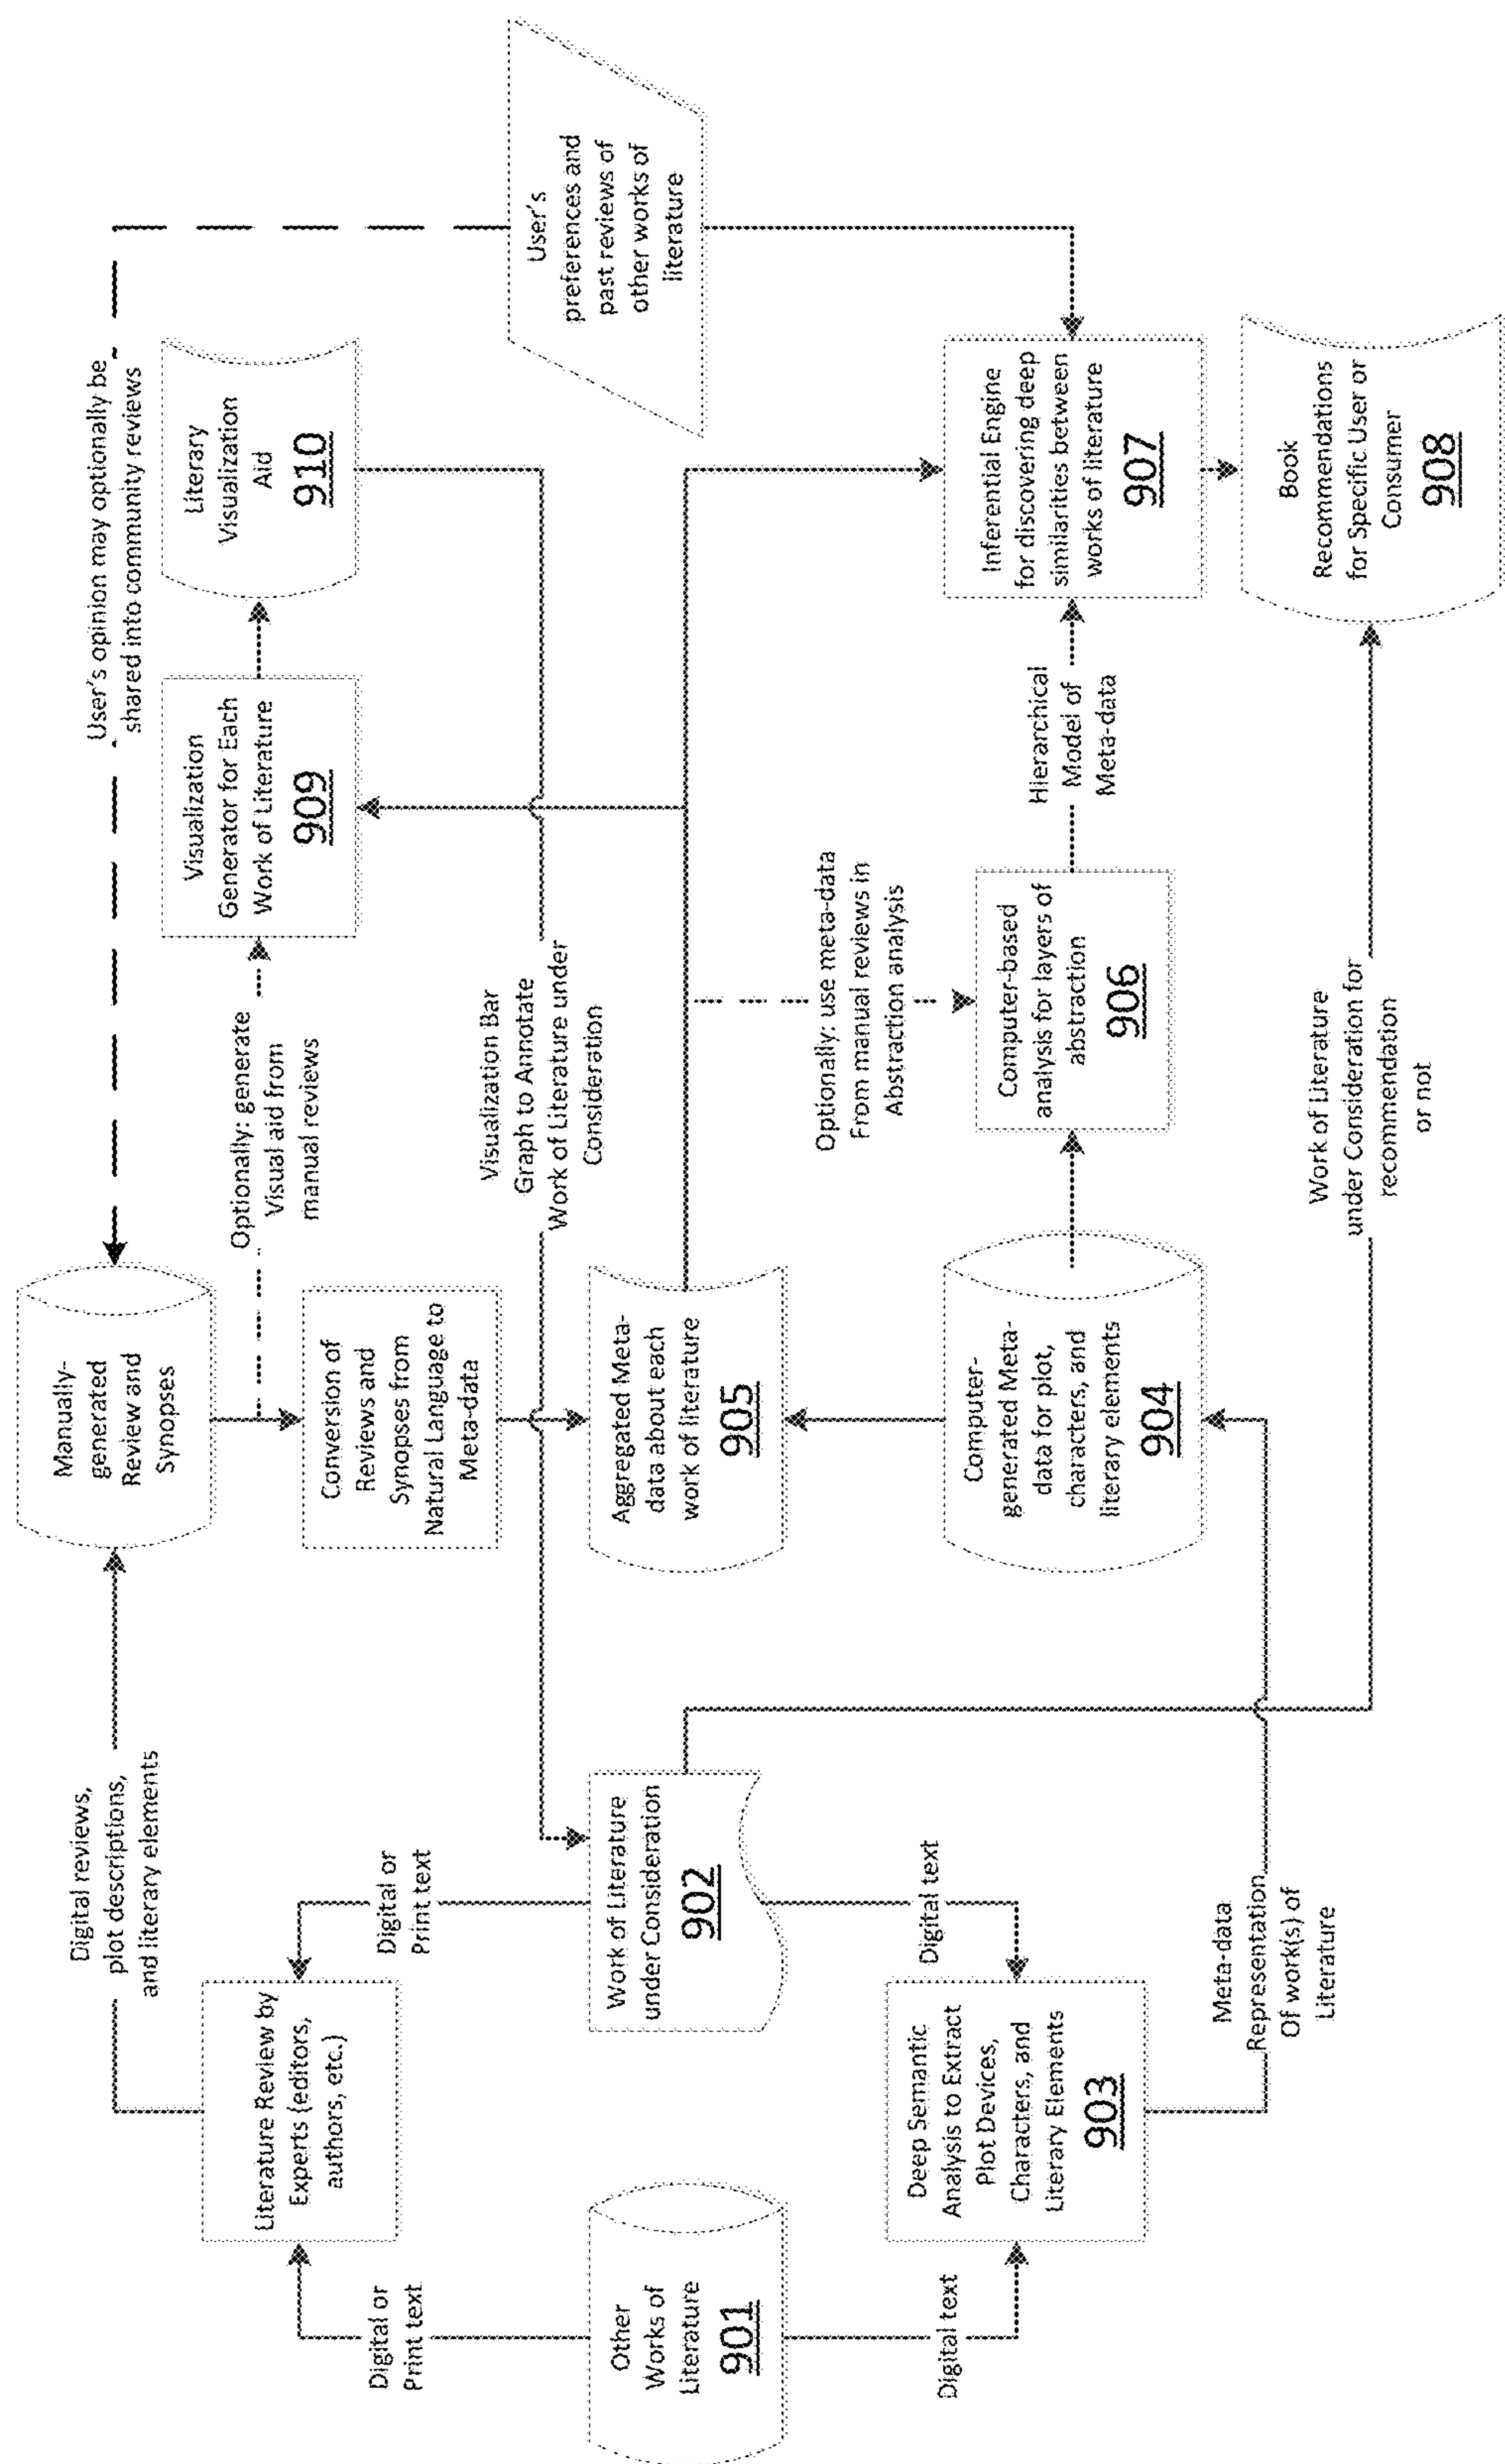 Digital reviews,
plot descriptions,
and literary elements
User's opinion may optionally be
shared into community reviews
Manually-
generated
Review and
Synopses
Literature Review by
Experts (editors,
authors, etc.)
Optionally: generate
Visual aid from
manual reviews
Visualization
Generator for Each
Work of Literature
909
Literary
Visualization
Aid
910
Conversion of
Reviews and
Synopses from
Natural Language to
Meta-data
Digital or
Print text
Digital or
Print text
Visualization Bar
Graph to Annotate
Work of Literature under
Consideration
User's
preferences and
past reviews of
other works of
literature
Other
Works of
Literature
901
Work of Literature
under Consideration
902
Aggregated Meta-
data about each
work of literature
905
Optionally: use meta-data
From manual reviews in
Abstraction analysis
Digital text
Digital text
Deep Semantic
Analysis to Extract
Plot Devices,
Characters, and
Literary Elements
903
Computer-
generated Meta-
data for plot,
characters, and
literary elements
904
Computer-based
analysis for layers of
abstraction
906
Hierarchical
Model of
Meta-data
Inferential Engine
for discovering deep
similarities between
works of literature
907
Meta-data
Representation
Of work(s) of
Literature
Work of Literature
under Consideration for
recommendation
or not
Book
Recommendations
for Specific User or
Consumer
908